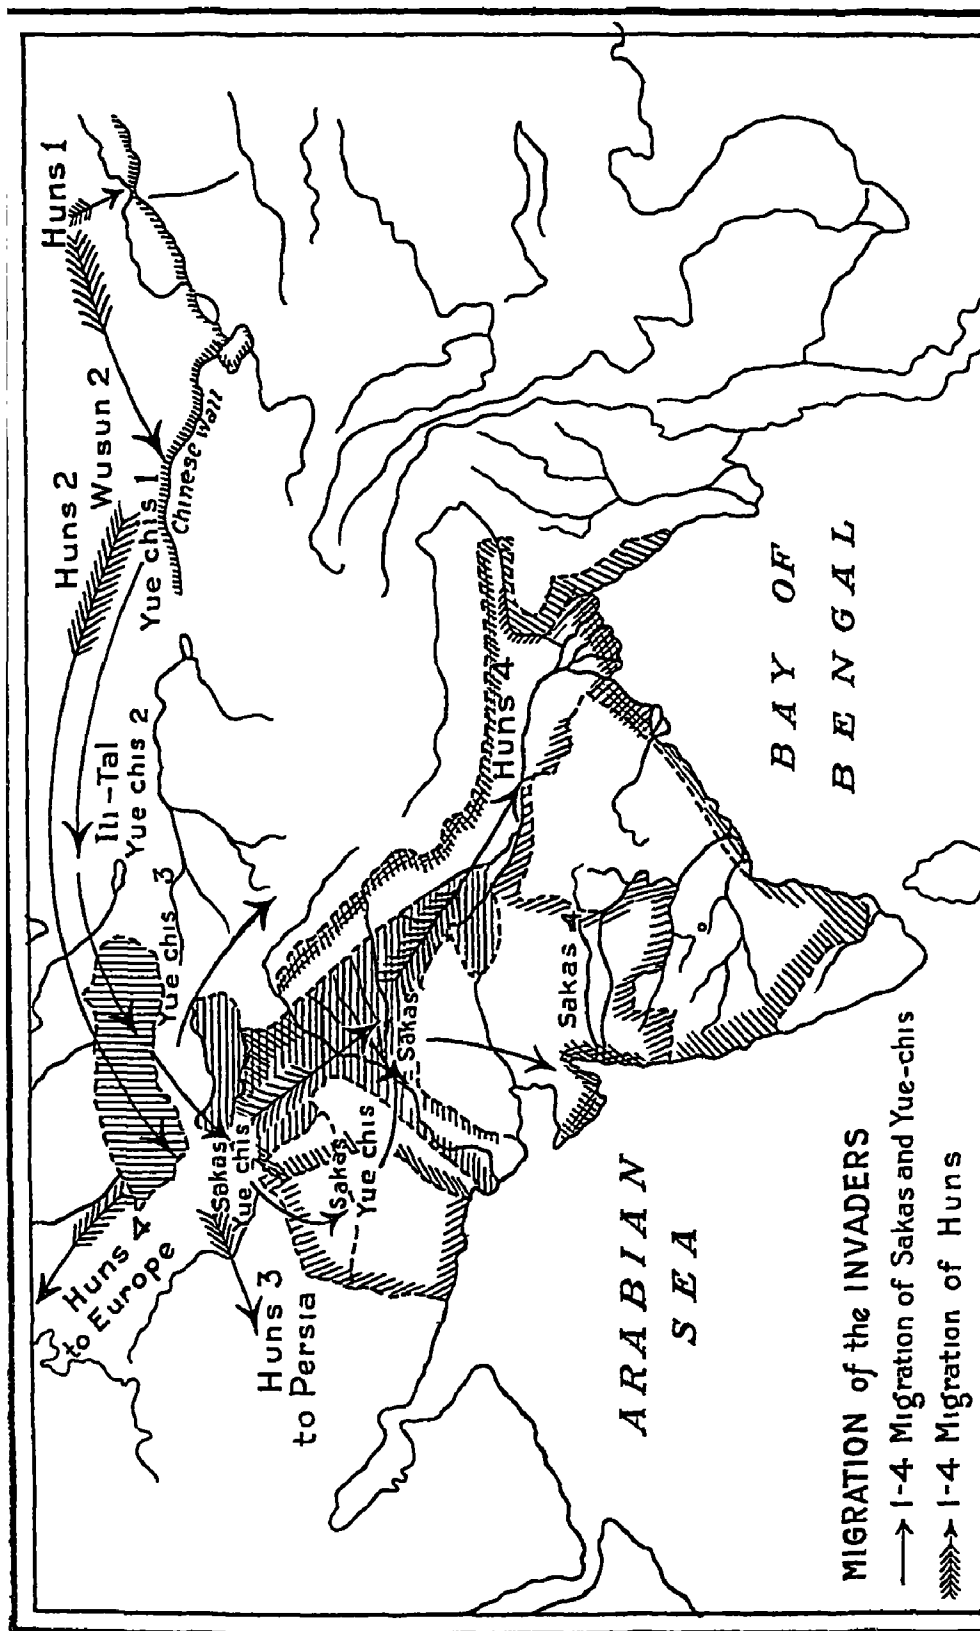 Huns 1
Huns 2
Wusun 2
Yue chis 1
Chinese Wall
Ili-Tal
Yue chis 2
Yue chis 3
Huns 4
to Europe
Sakas
Yue chis
Sakas
Yue chis
Sakas
Huns 3
to Persia
Huns 4
Sakas 4
BAY OF
BENGAL
ARABIAN
SEA
MIGRATION of the INVADERS
1-4 Migration of Sakas and Yue-chis
1-4 Migration of Huns